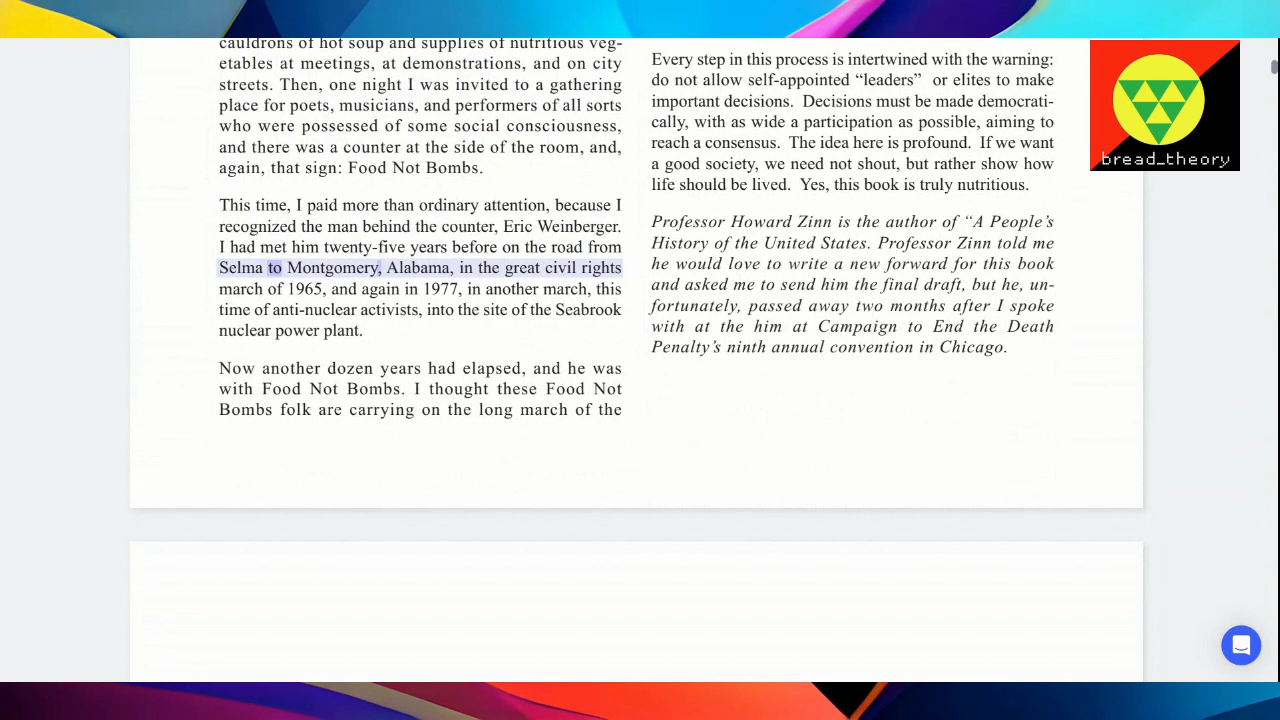 cauldrons of hot soup and supplies of nutritious veg-
etables at meetings, at demonstrations, and on city
streets. Then, one night I was invited to a gathering
place for poets, musicians, and performers of all sorts
who were possessed of some social consciousness,
and there was a counter at the side of the room, and,
again, that sign: Food Not Bombs.
This time, I paid more than ordinary attention, because I
recognized the man behind the counter, Eric Weinberger.
I had met him twenty-five years before on the road from
Selma to Montgomery, Alabama, in the great civil rights
march of 1965, and again in 1977, in another march, this
time of anti-nuclear activists, into the site of the Seabrook
nuclear power plant.
Now another dozen years had elapsed, and he was
with Food Not Bombs. I thought these Food Not
Bombs folk are carrying on the long march of the
Every step in this process is intertwined with the warning:
do not allow self-appointed “leaders” or elites to make
important decisions. Decisions must be made democrati-
cally, with as wide a participation as possible, aiming to
reach a consensus. The idea here is profound. If we want
a good society, we need not shout, but rather show how
life should be lived. Yes, this book is truly nutritious.
Professor Howard Zinn is the author of “A People’s
History of the United States. Professor Zinn told me
he would love to write a new forward for this book
and asked me to send him the final draft, but he, un-
fortunately, passed away two months after I spoke
with at the him at Campaign to End the Death
Penalty’s ninth annual convention in Chicago.
bread_theory